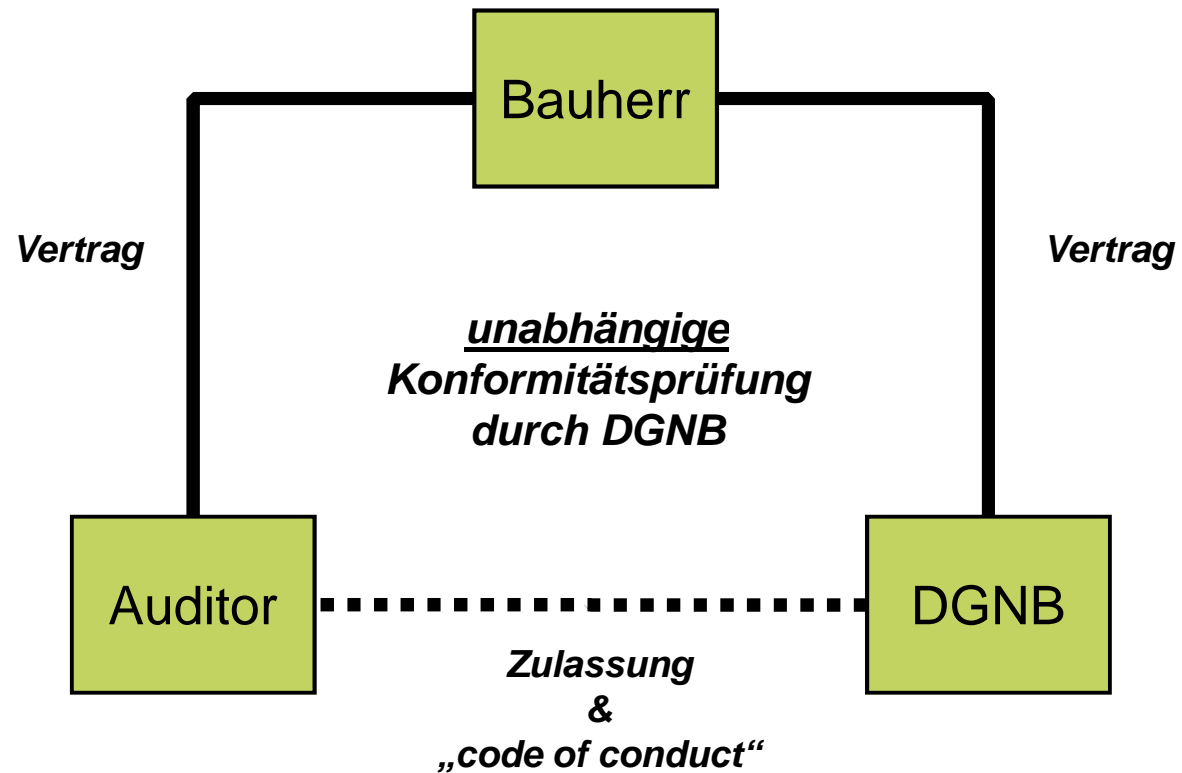 Bauherr
Vertrag
Vertrag
unabhängige
Konformitätsprüfung
durch DGNB
Auditor
DGNB
Zulassung
&
„code of conduct“